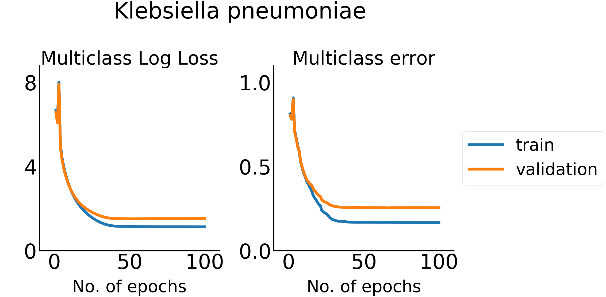 Klebsiella pneumoniae
Multiclass Log Loss
8
4
0
0 50 100
No. of epochs
Multiclass error
1.0
0.5
0.0
0 50 100
No. of epochs
train
validation